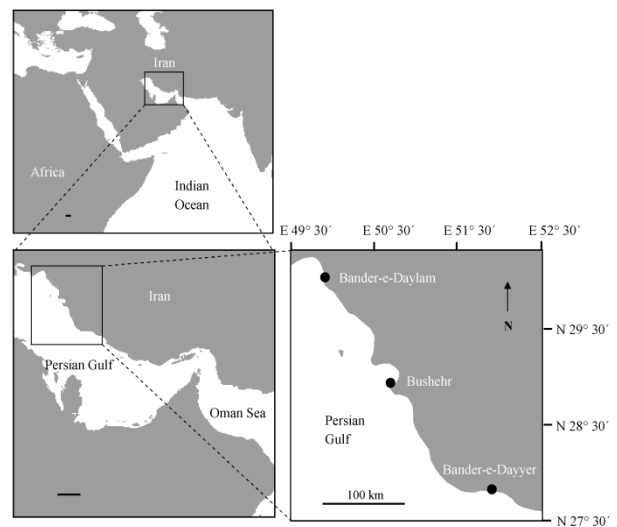 Iran
Africa
Indian
Ocean
Iran
Persian Gulf
Oman Sea
E 49° 30′
E 50° 30′
E 51° 30′
E 52° 30′
Bander-e-Daylam
N
N 29° 30′
Bushehr
Persian
Gulf
N 28° 30′
Bander-e-Dayyer
100 km
N 27° 30′